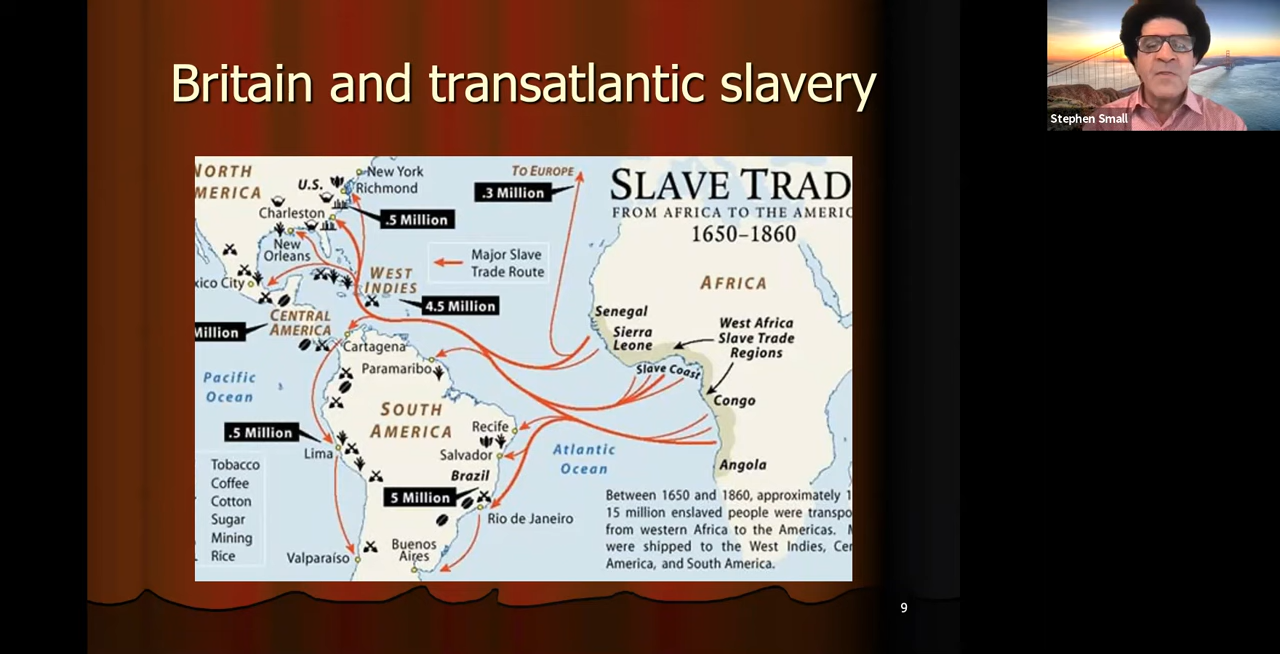 Britain and transatlantic slavery
Stephen Small
NORTH
MERICA
U.S.
New York
Richmond
Charleston
.5 Million
New
Orleans
xico City
WEST
INDIES
4.5 Million
CENTRAL
AMERICA
Million
Major Slave
Trade Route
TO EUROPE
.3 Million
SLAVE TRAD
FROM AFRICA TO THE AMERIC
1650–1860
AFRICA
Senegal
Sierra
Leone
West Africa
Slave Trade
Regions
Slave Coast
Congo
Angola
Cartagena
Paramaribo
Pacific
Ocean
SOUTH
AMERICA
.5 Million
Lima
Recife
Salvador
Brazil
5 Million
Rio de Janeiro
Atlantic
Ocean
Valparaíso
Buenos
Aires
Tobacco
Coffee
Cotton
Sugar
Mining
Rice
Between 1650 and 1860, approximately 1
15 million enslaved people were transpo
from western Africa to the Americas. M
were shipped to the West Indies, Cen
America, and South America.
9